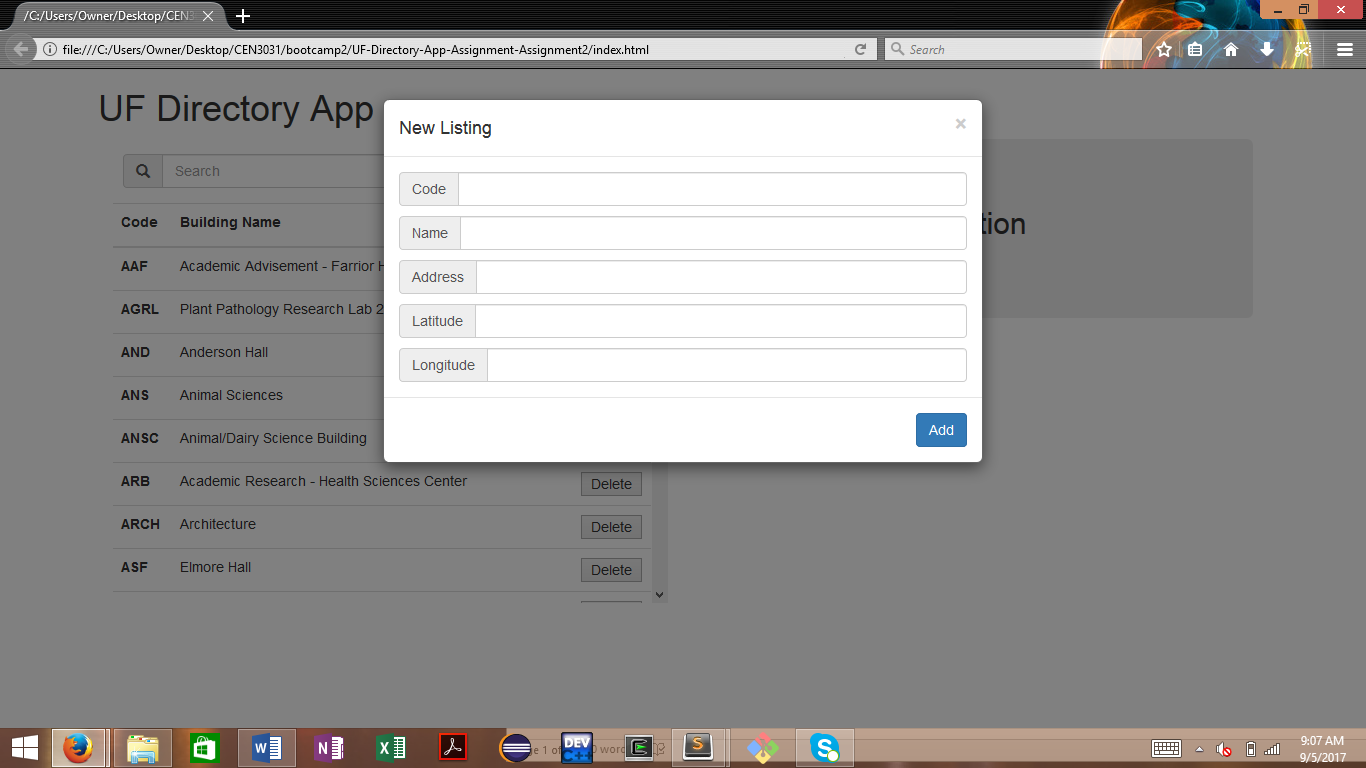 /C:/Users/Owner/Desktop/CEN3
file:///C:/Users/Owner/Desktop/CEN3031/bootcamp2/UF-Directory-App-Assignment-Assignment2/index.html
Search
UF Directory App
New Listing
×
Search
Code
Name
Address
Latitude
Longitude
Add
tion
Code Building Name
AAF Academic Advisement - Farrior H
AGRL Plant Pathology Research Lab 2
AND Anderson Hall
ANS Animal Sciences
ANSC Animal/Dairy Science Building
ARB Academic Research - Health Sciences Center Delete
ARCH Architecture Delete
ASF Elmore Hall Delete
W
N
X
DEV
C++
S
S
9:07 AM
9/5/2017